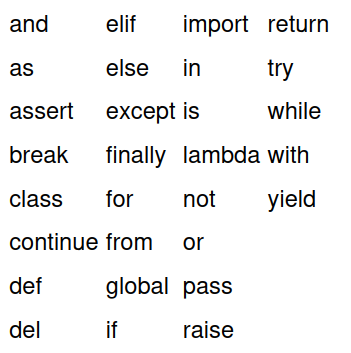 and elif import return
as else in try
assert except is while
break finally lambda with
class for not yield
continue from or
def global pass
del if raise